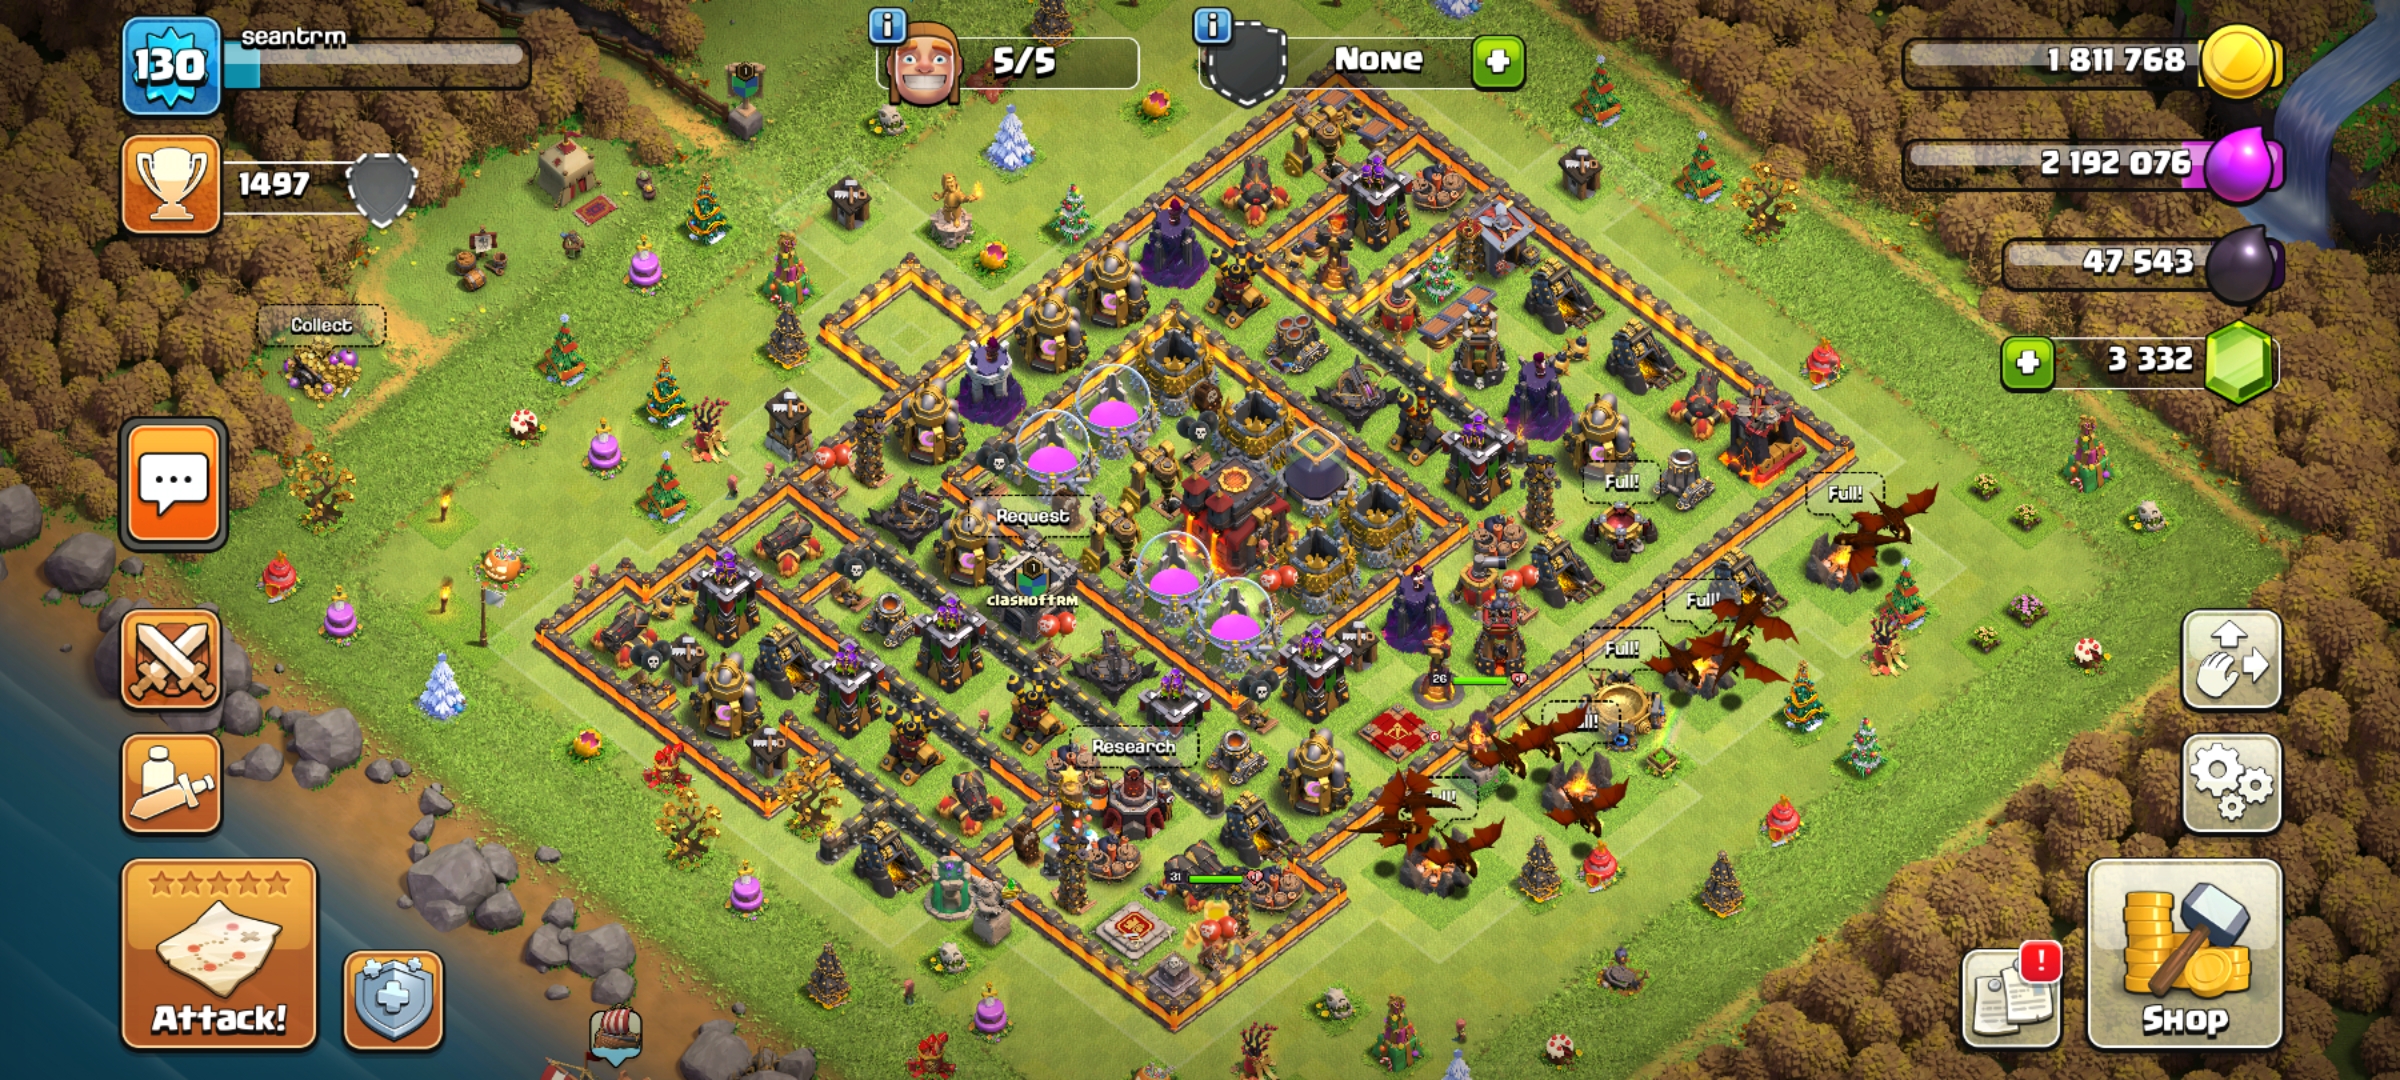 130
seantrm
5/5
None
1 811 768
1497
2 192 076
47 543
3 332
Collect
Full!
Full!
Request
clashoftRM
Full!
Full!
26
Research
31
Attack!
Shop
!